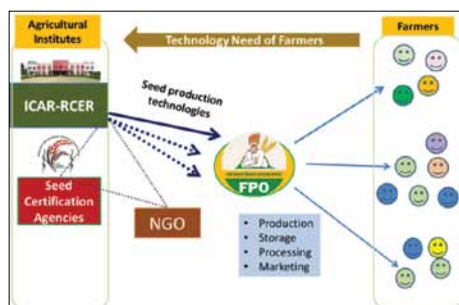 Agricultural
Institutes
Technology Need of Farmers
Farmers
ICAR-RCER
Seed production
technologies
FPO
Seed
Certification
Agencies
NGO
• Production
• Storage
• Processing
• Marketing